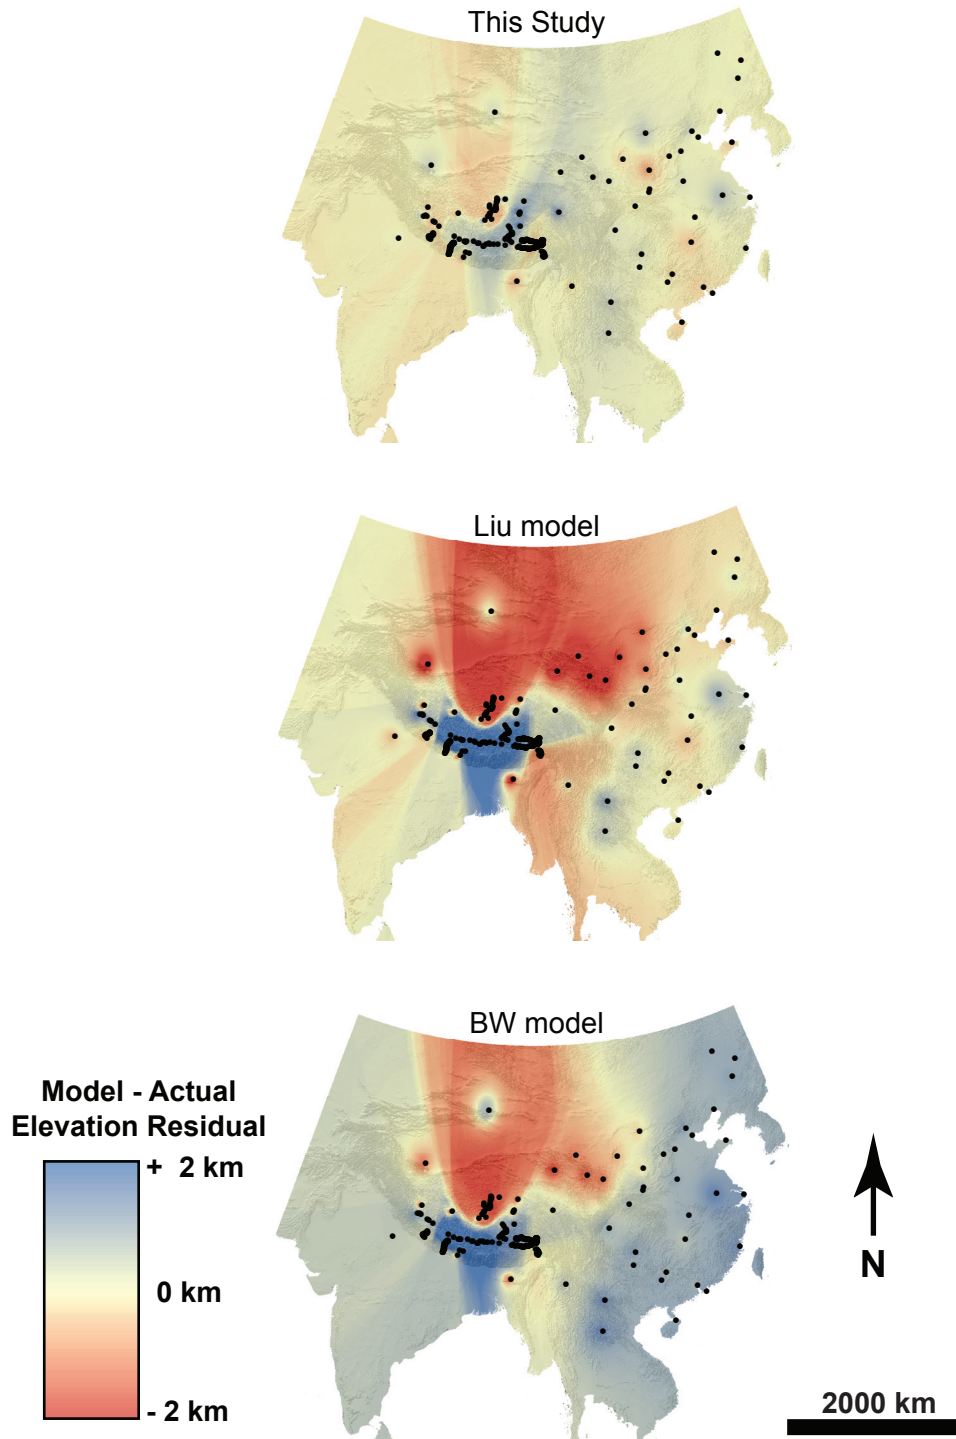 This Study
Liu model
BW model
Model - Actual
Elevation Residual
+ 2 km
0 km
- 2 km
N
2000 km